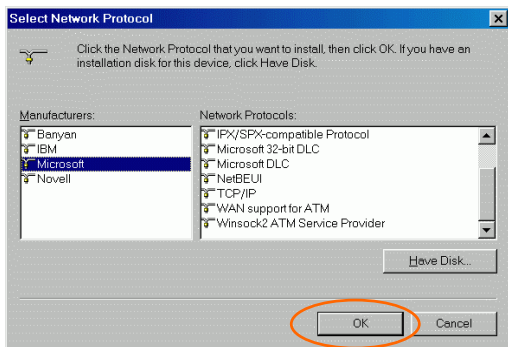 Select Network Protocol
Click the Network Protocol that you want to install, then click OK. If you have an
installation disk for this device, click Have Disk.
Manufacturers:
Banyan
IBM
Microsoft
Novell
Network Protocols:
IPX/SPX-compatible Protocol
Microsoft 32-bit DLC
Microsoft DLC
NetBEUI
TCP/IP
WAN support for ATM
Winsock2 ATM Service Provider
Have Disk...
OK
Cancel